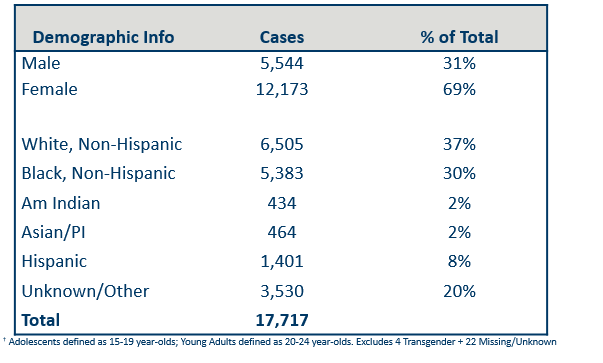 Demographic Info Cases % of Total
Male 5,544 31%
Female 12,173 69%
White, Non-Hispanic 6,505 37%
Black, Non-Hispanic 5,383 30%
Am Indian 434 2%
Asian/PI 464 2%
Hispanic 1,401 8%
Unknown/Other 3,530 20%
Total 17,717
† Adolescents defined as 15-19 year-olds; Young Adults defined as 20-24 year-olds. Excludes 4 Transgender + 22 Missing/Unknown